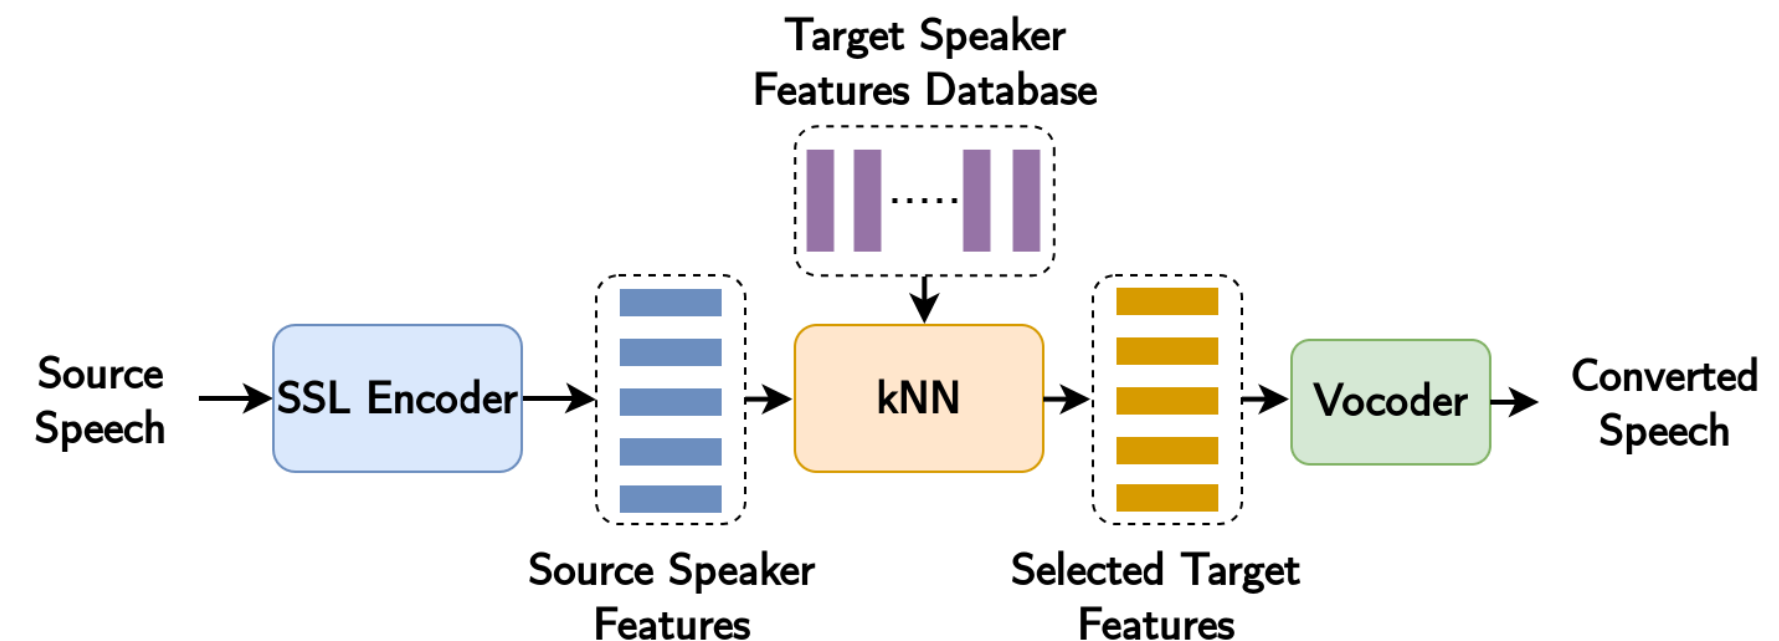 Target Speaker
Features Database
Source
Speech
SSL Encoder
kNN
Vocoder
Converted
Speech
Source Speaker
Features
Selected Target
Features